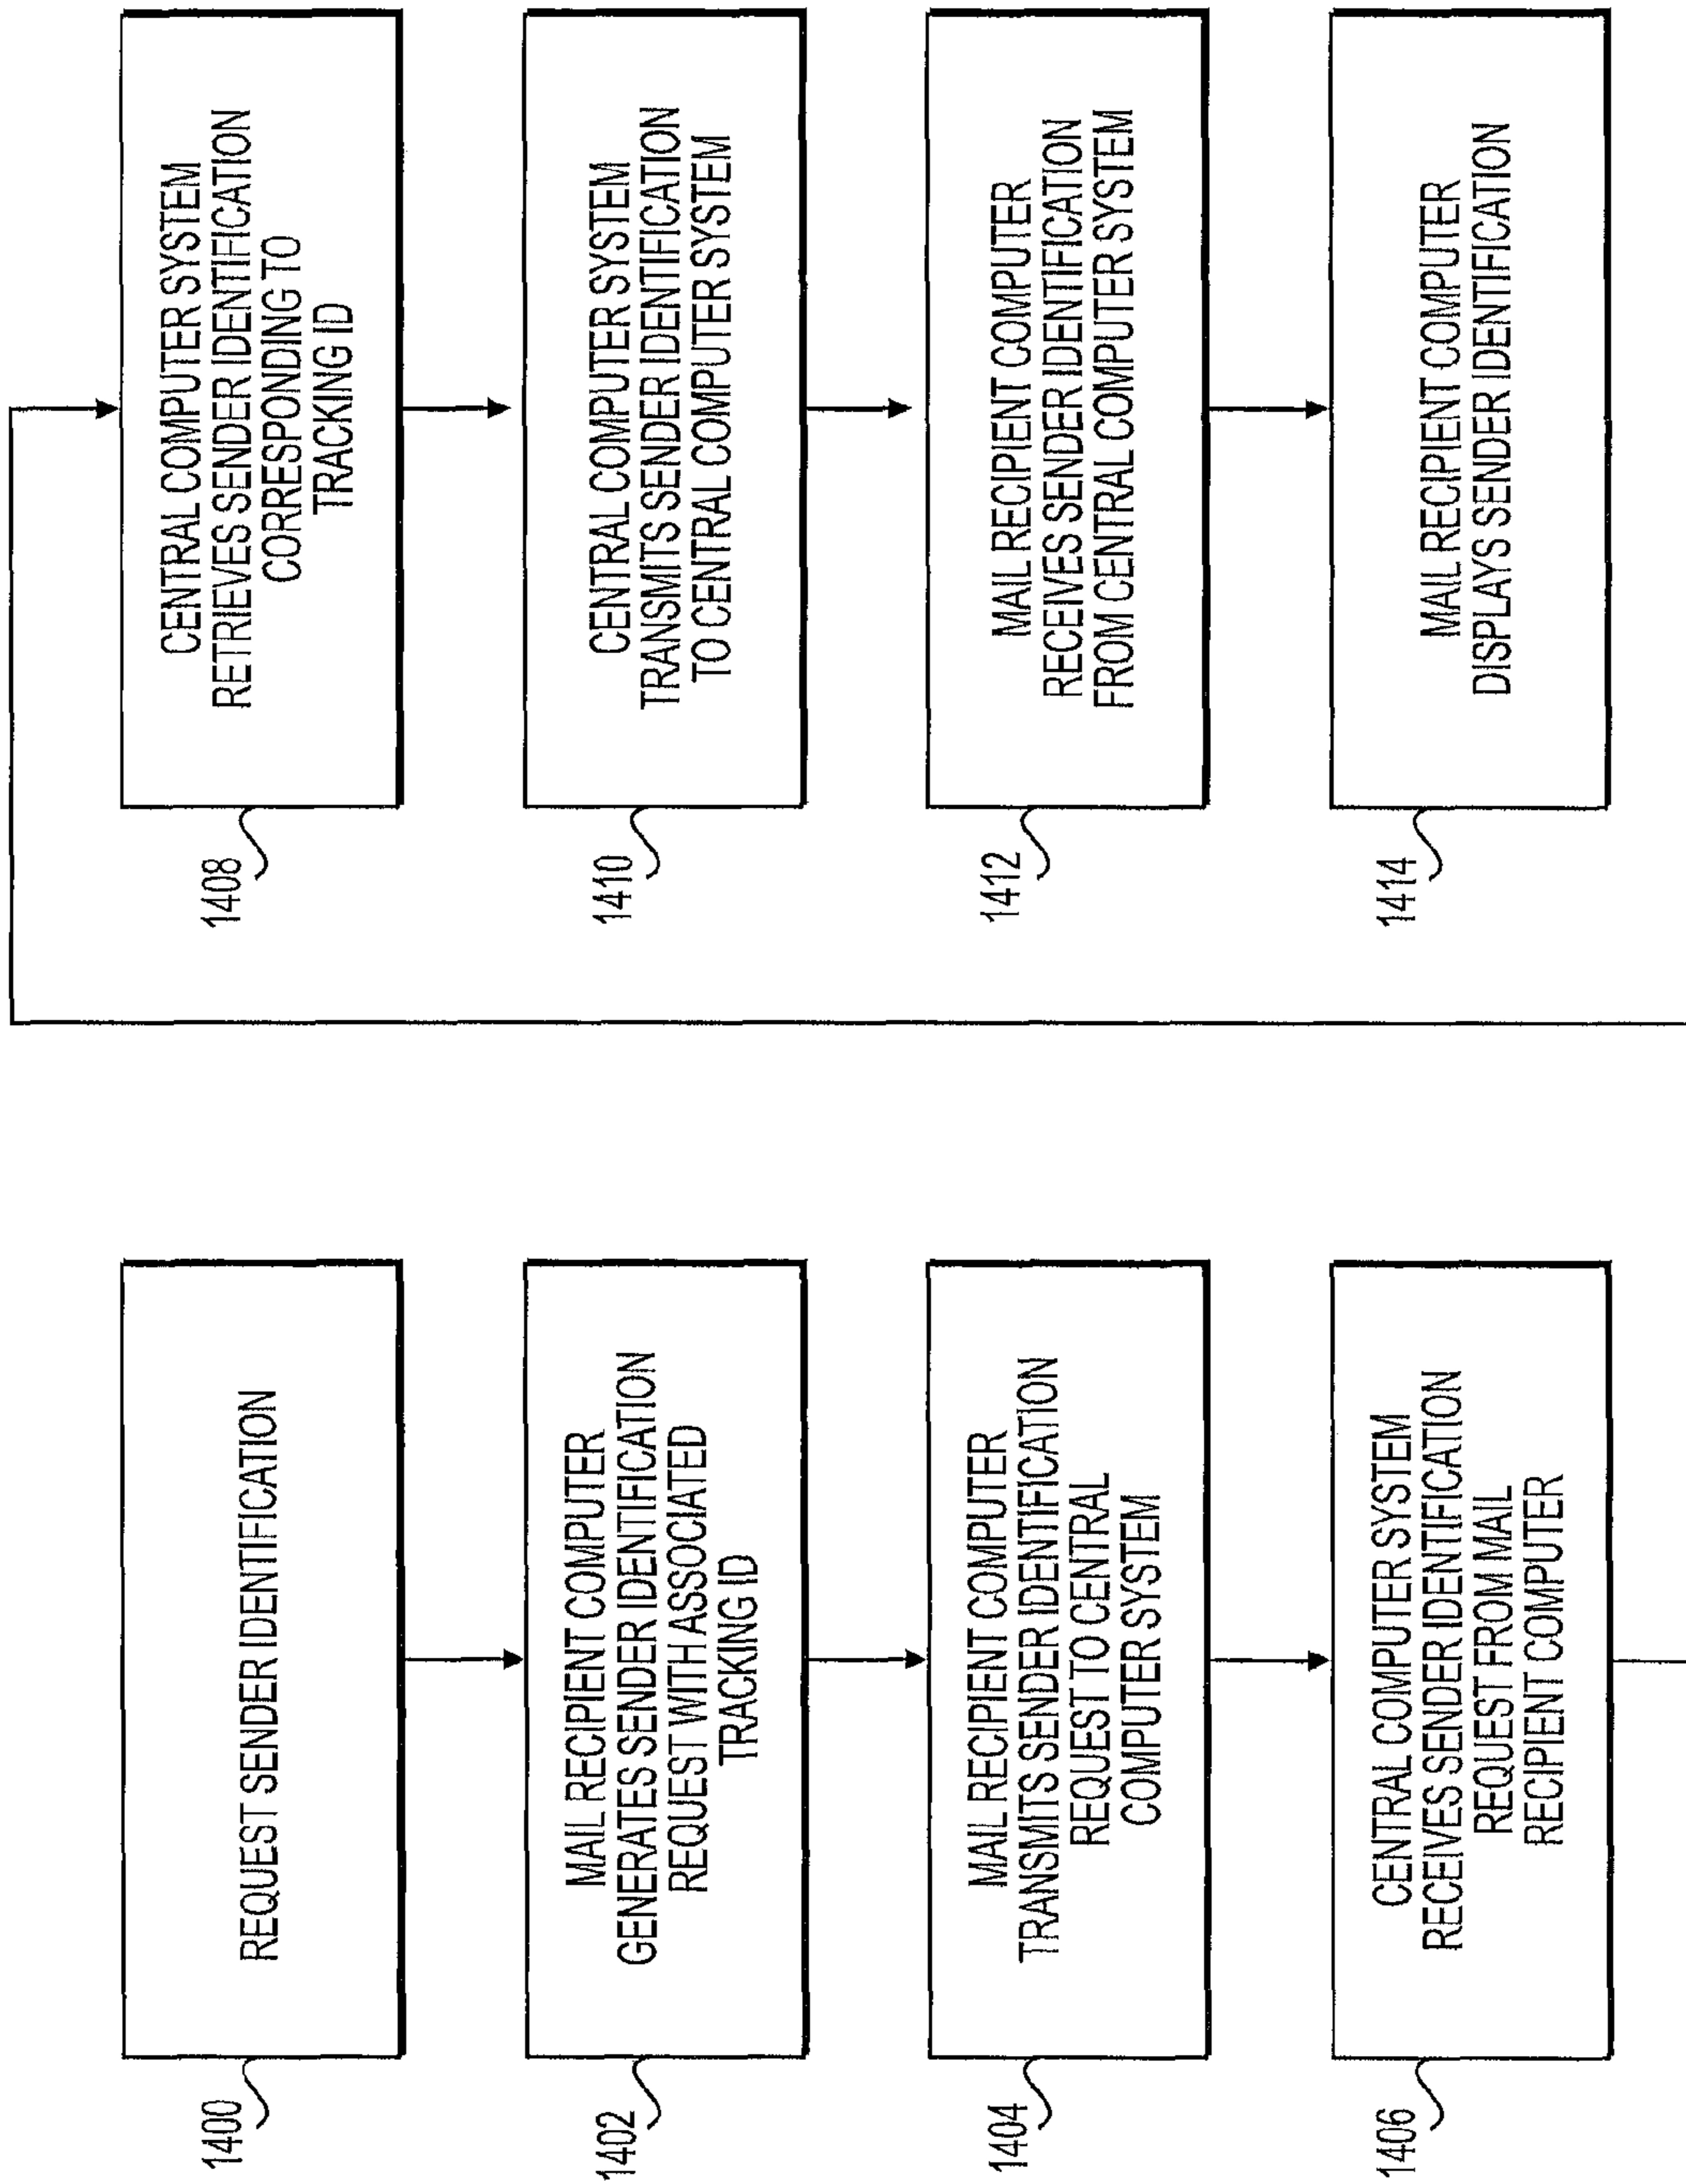 1400
REQUEST SENDER IDENTIFICATION
1402
MAIL RECIPIENT COMPUTER
GENERATES SENDER IDENTIFICATION
REQUEST WITH ASSOCIATED
TRACKING ID
1404
MAIL RECIPIENT COMPUTER
TRANSMITS SENDER IDENTIFICATION
REQUEST TO CENTRAL
COMPUTER SYSTEM
1406
CENTRAL COMPUTER SYSTEM
RECEIVES SENDER IDENTIFICATION
REQUEST FROM MAIL
RECIPIENT COMPUTER
1408
CENTRAL COMPUTER SYSTEM
RETRIEVES SENDER IDENTIFICATION
CORRESPONDING TO
TRACKING ID
1410
CENTRAL COMPUTER SYSTEM
TRANSMITS SENDER IDENTIFICATION
TO CENTRAL COMPUTER SYSTEM
1412
MAIL RECIPIENT COMPUTER
RECEIVES SENDER IDENTIFICATION
FROM CENTRAL COMPUTER SYSTEM
1414
MAIL RECIPIENT COMPUTER
DISPLAYS SENDER IDENTIFICATION